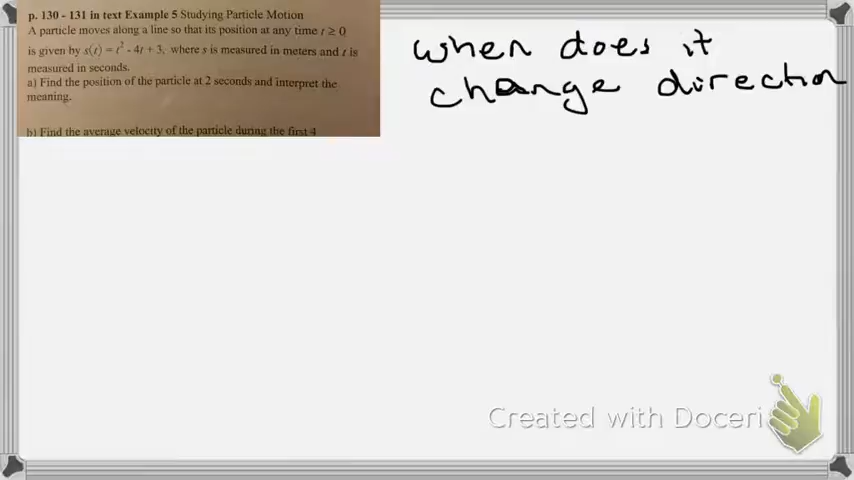 p. 130 - 131 in text Example 5 Studying Particle Motion
A particle moves along a line so that its position at any time t ≥ 0
is given by s(t) = t² - 4t + 3, where s is measured in meters and t is
measured in seconds.
a) Find the position of the particle at 2 seconds and interpret the
meaning.
b) Find the average velocity of the particle during the first 4
when does it
change direction
Created with Doceri